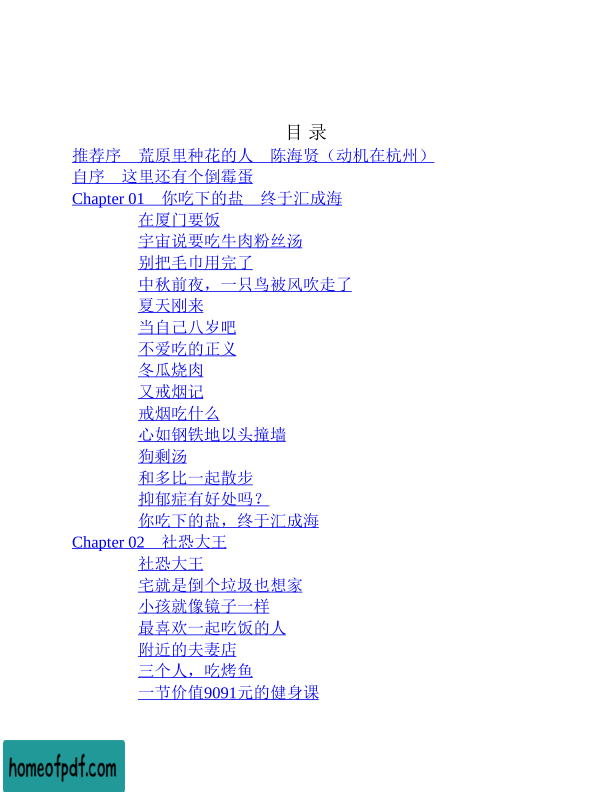 目 录
推荐序　荒原里种花的人　陈海贤（动机在杭州）
自序　这里还有个倒霉蛋
Chapter 01　你吃下的盐　终于汇成海
在厦门要饭
宇宙说要吃牛肉粉丝汤
别把毛巾用完了
中秋前夜，一只鸟被风吹走了
夏天刚来
当自己八岁吧
不爱吃的正义
冬瓜烧肉
又戒烟记
戒烟吃什么
心如钢铁地以头撞墙
狗剩汤
和多比一起散步
抑郁症有好处吗？
你吃下的盐，终于汇成海
Chapter 02　社恐大王
社恐大王
宅就是倒个垃圾也想家
小孩就像镜子一样
最喜欢一起吃饭的人
附近的夫妻店
三个人，吃烤鱼
一节价值9091元的健身课
homeofpdf.com